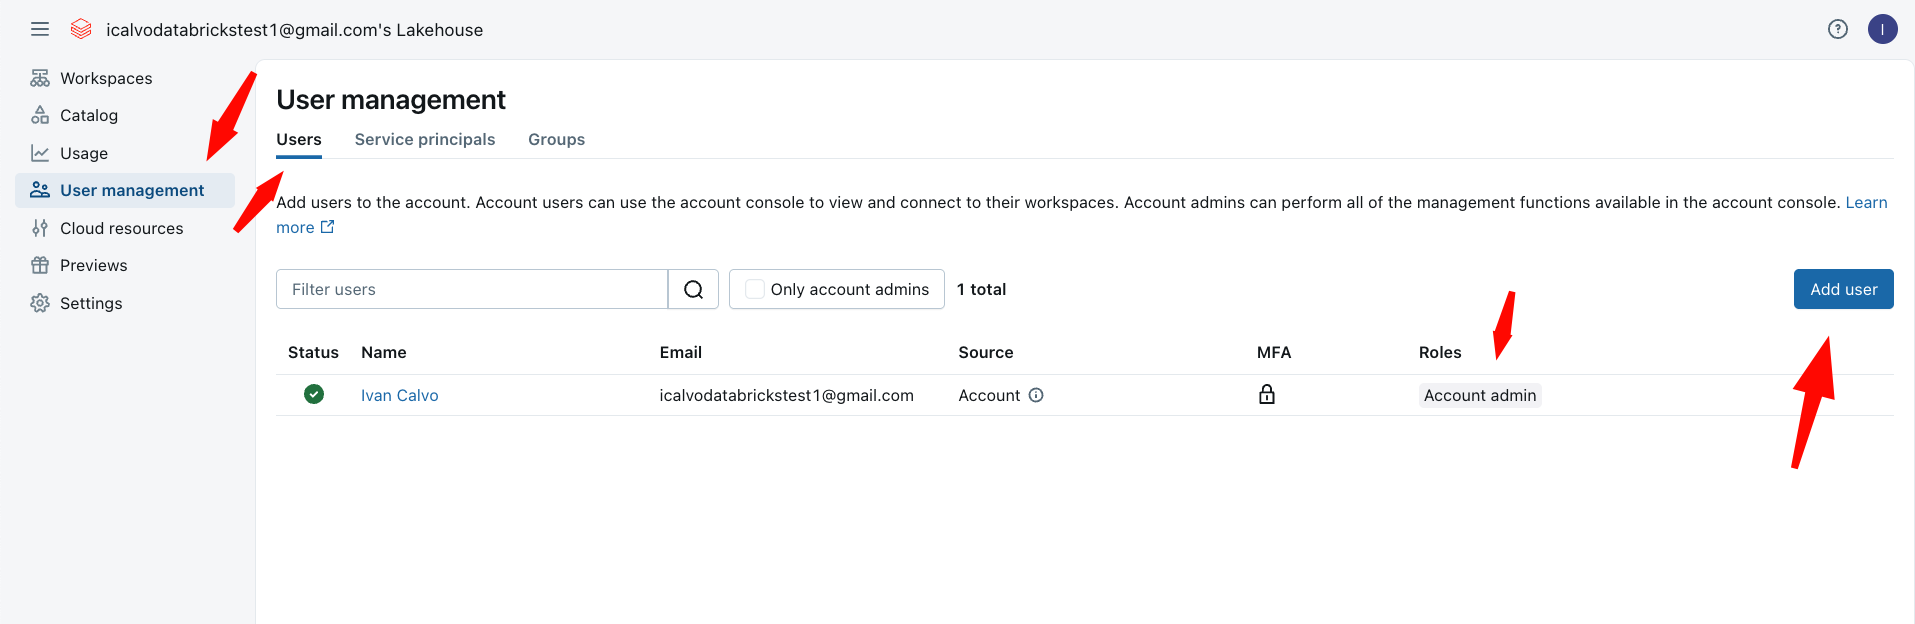 icalvodatabrickstest1@gmail.com's Lakehouse
I
Workspaces
Catalog
Usage
User management
Cloud resources
Previews
Settings
User management
Users Service principals Groups
Add users to the account. Account users can use the account console to view and connect to their workspaces. Account admins can perform all of the management functions available in the account console. Learn
more
Filter users Only account admins 1 total Add user
Status Name Email Source MFA Roles
Ivan Calvo icalvodatabrickstest1@gmail.com Account Account admin